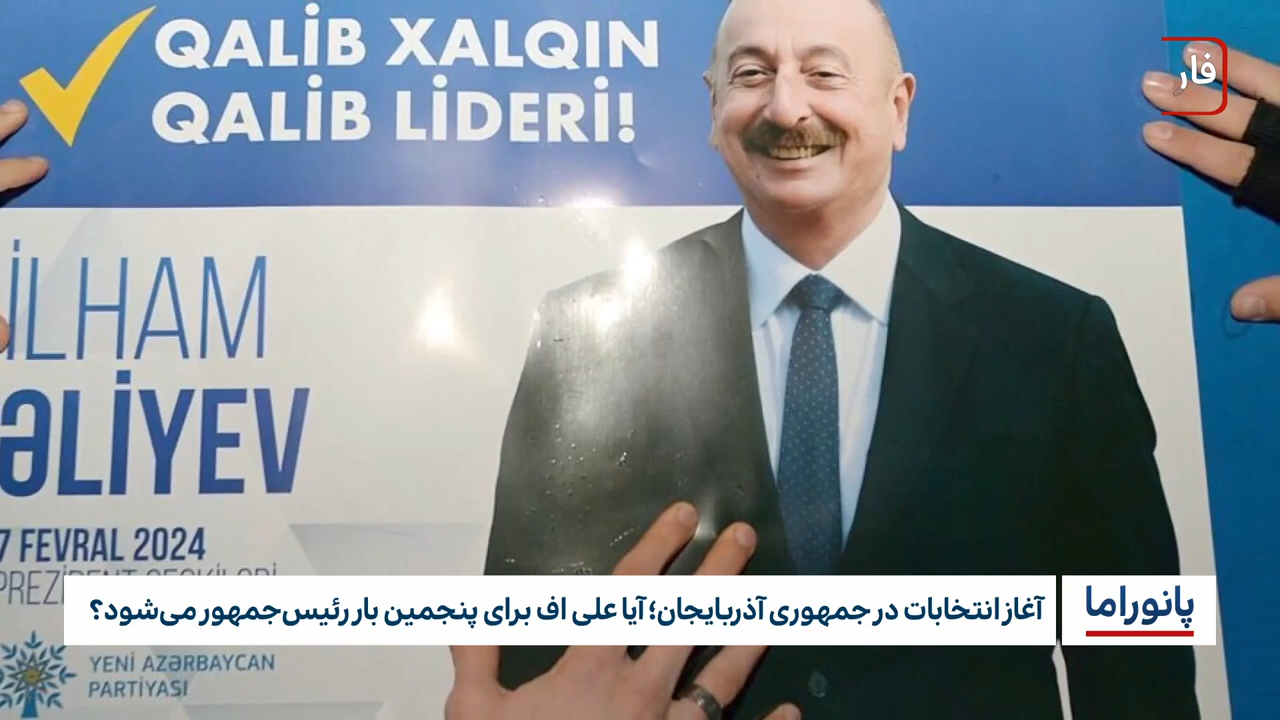 QALİB XALQIN
QALİB LİDERİ!
فار
İLHAM
ƏLİYEV
7 FEVRAL 2024
YENİ AZƏRBAYCAN
PARTİYASI
پانوراما
آغاز انتخابات در جمهوری آذربایجان؛ آیا علی اف برای پنجمین بار رئیس‌جمهور می‌شود؟